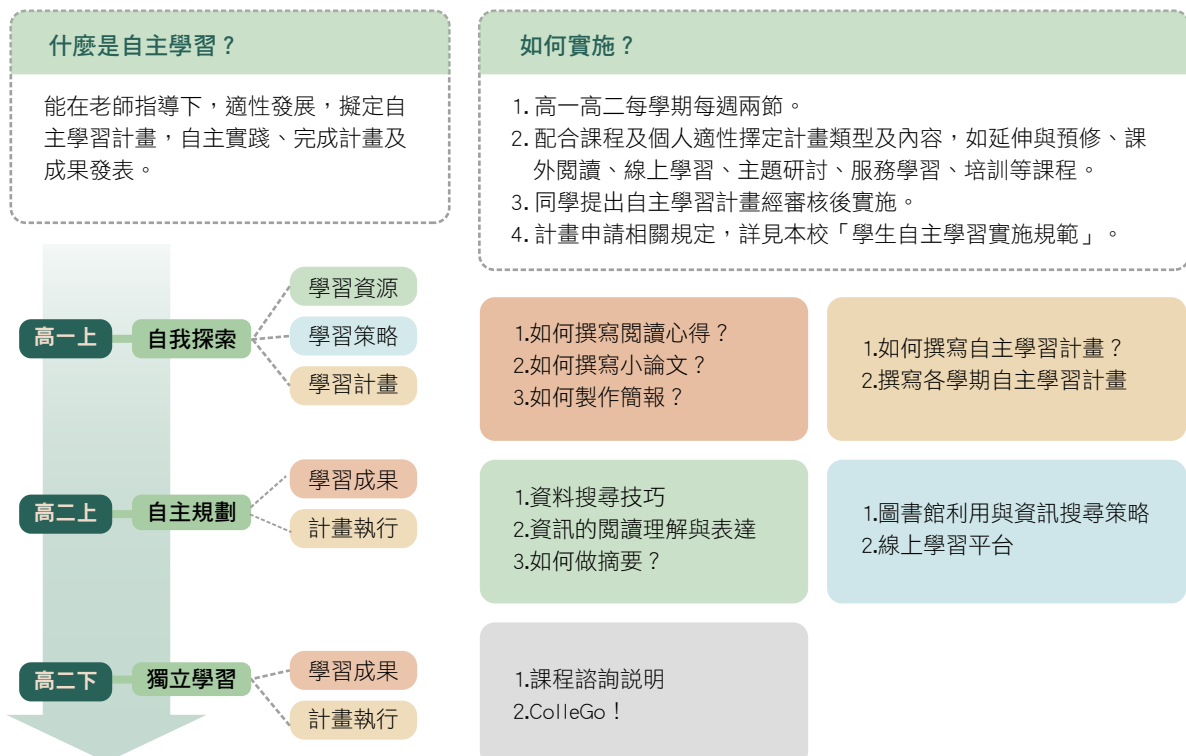 什麼是自主學習？
能在老師指導下，適性發展，擬定自
主學習計畫，自主實踐、完成計畫及
成果發表。
如何實施？
1. 高一高二每學期每週兩節。
2. 配合課程及個人適性擇定計畫類型及內容，如延伸與預修、課
外閱讀、線上學習、主題研討、服務學習、培訓等課程。
3. 同學提出自主學習計畫經審核後實施。
4. 計畫申請相關規定，詳見本校「學生自主學習實施規範」。
高一上
自我探索
學習資源
學習策略
學習計畫
高二上
自主規劃
學習成果
計畫執行
高二下
獨立學習
學習成果
計畫執行
1.如何撰寫閱讀心得？
2.如何撰寫小論文？
3.如何製作簡報？
1.如何撰寫自主學習計畫？
2.撰寫各學期自主學習計畫
1.資料搜尋技巧
2.資訊的閱讀理解與表達
3.如何做摘要？
1.圖書館利用與資訊搜尋策略
2.線上學習平台
1.課程諮詢說明
2.ColleGo！